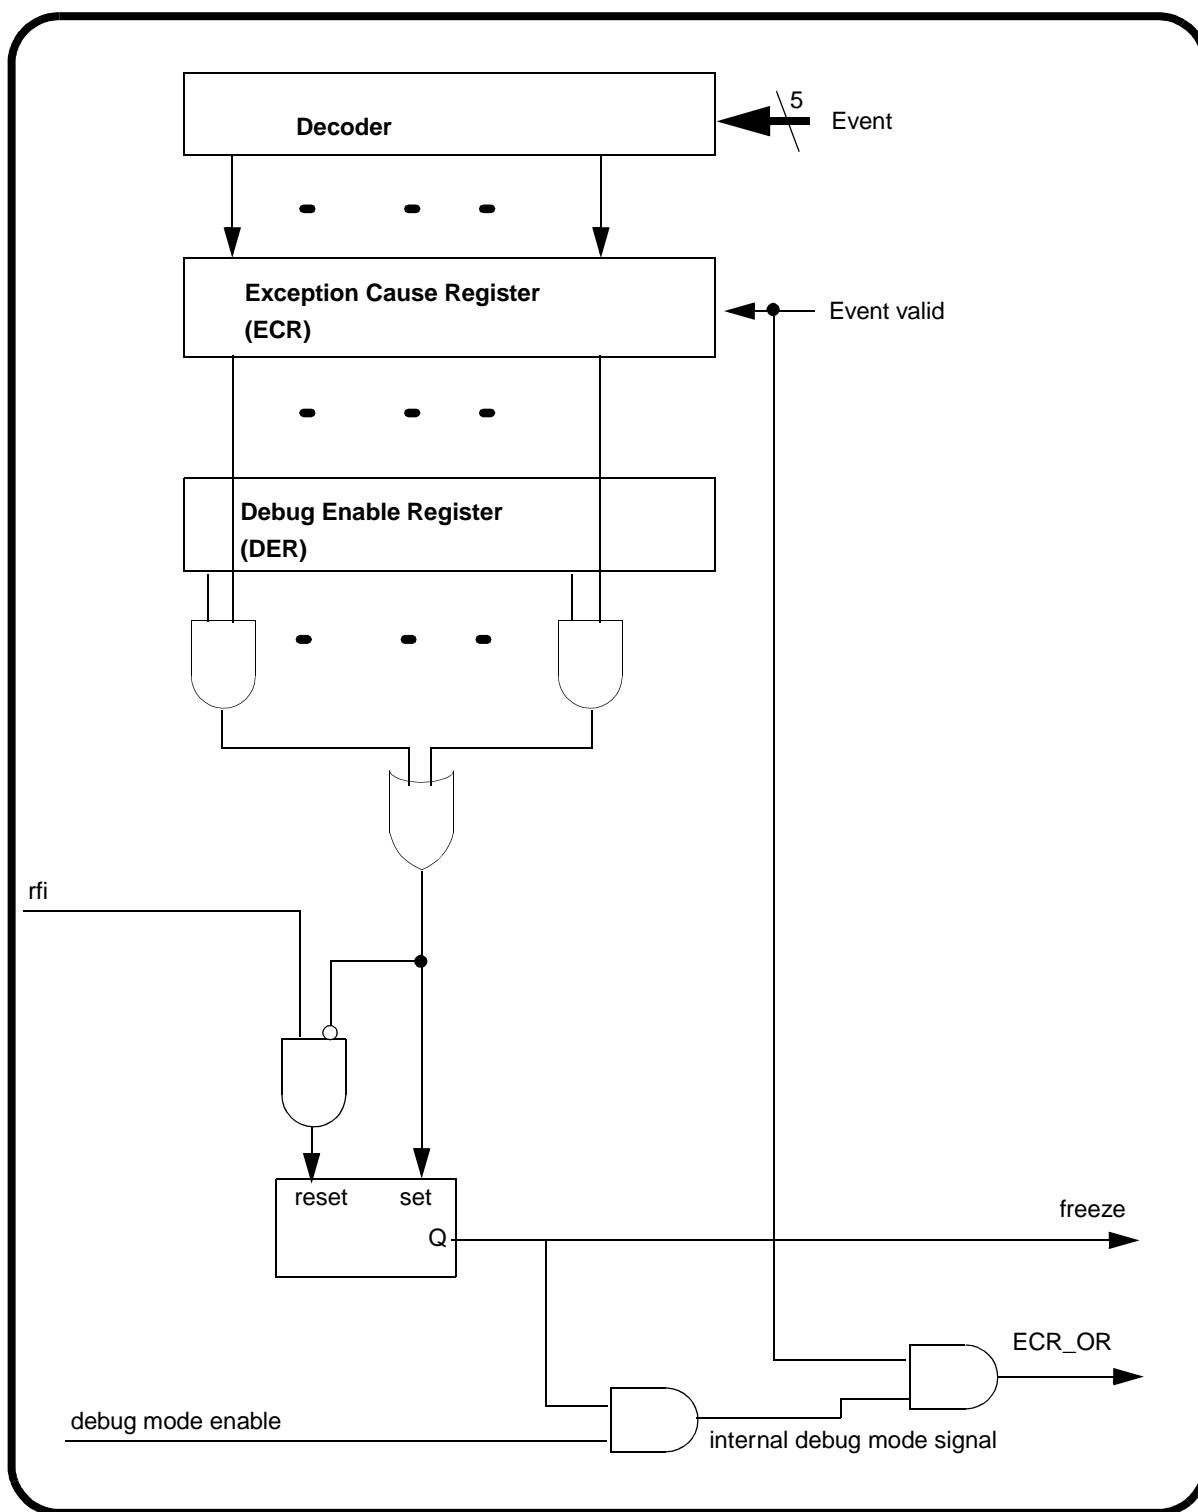 5
Decoder
Event
Exception Cause Register
(ECR)
Event valid
Debug Enable Register
(DER)
rfi
reset set
Q
freeze
ECR_OR
debug mode enable
internal debug mode signal